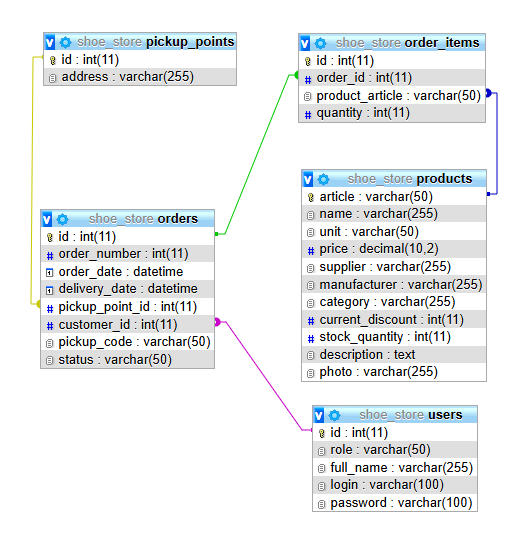 shoe_store pickup_points
id : int(11)
address : varchar(255)
shoe_store order_items
id : int(11)
# order_id : int(11)
product_article : varchar(50)
# quantity : int(11)
shoe_store products
article : varchar(50)
name : varchar(255)
unit : varchar(50)
# price : decimal(10,2)
supplier : varchar(255)
manufacturer : varchar(255)
category : varchar(255)
# current_discount : int(11)
# stock_quantity : int(11)
description : text
photo : varchar(255)
shoe_store orders
id : int(11)
# order_number : int(11)
order_date : datetime
delivery_date : datetime
# pickup_point_id : int(11)
# customer_id : int(11)
pickup_code : varchar(50)
status : varchar(50)
shoe_store users
id : int(11)
role : varchar(50)
full_name : varchar(255)
login : varchar(100)
password : varchar(100)